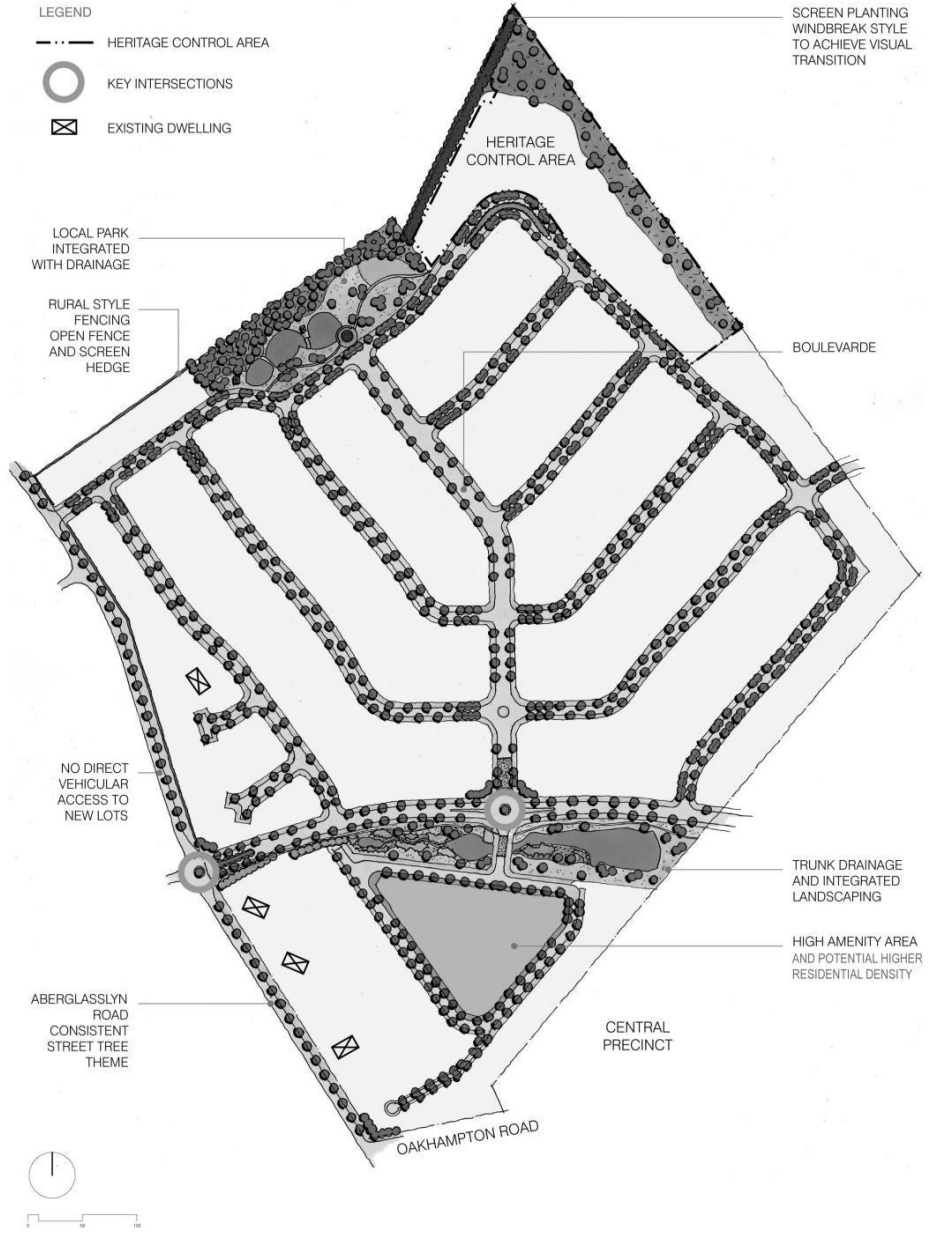 LEGEND
HERITAGE CONTROL AREA
KEY INTERSECTIONS
EXISTING DWELLING
SCREEN PLANTING
WINDBREAK STYLE
TO ACHIEVE VISUAL
TRANSITION
HERITAGE
CONTROL AREA
LOCAL PARK
INTEGRATED
WITH DRAINAGE
RURAL STYLE
FENCING
OPEN FENCE
AND SCREEN
HEDGE
BOULEVARDE
NO DIRECT
VEHICULAR
ACCESS TO
NEW LOTS
TRUNK DRAINAGE
AND INTEGRATED
LANDSCAPING
HIGH AMENITY AREA
AND POTENTIAL HIGHER
RESIDENTIAL DENSITY
ABERGLASSLYN
ROAD
CONSISTENT
STREET TREE
THEME
CENTRAL
PRECINCT
OAKHAMPTON ROAD
0 50 100